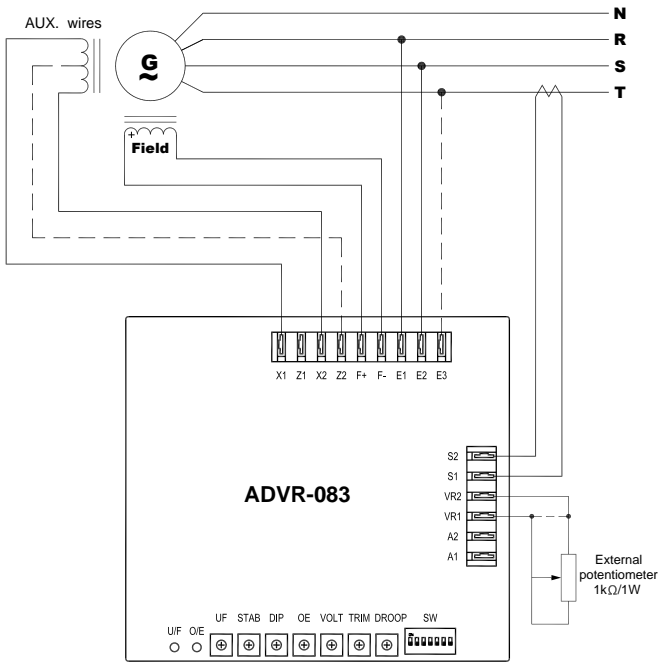 AUX. wires
N
R
S
T
G
~
+
Field
X1 Z1 X2 Z2 F+ F- E1 E2 E3
S2
S1
VR2
VR1
A2
A1
ADVR-083
External
potentiometer
1kΩ/1W
U/F O/E UF STAB DIP OE VOLT TRIM DROOP SW